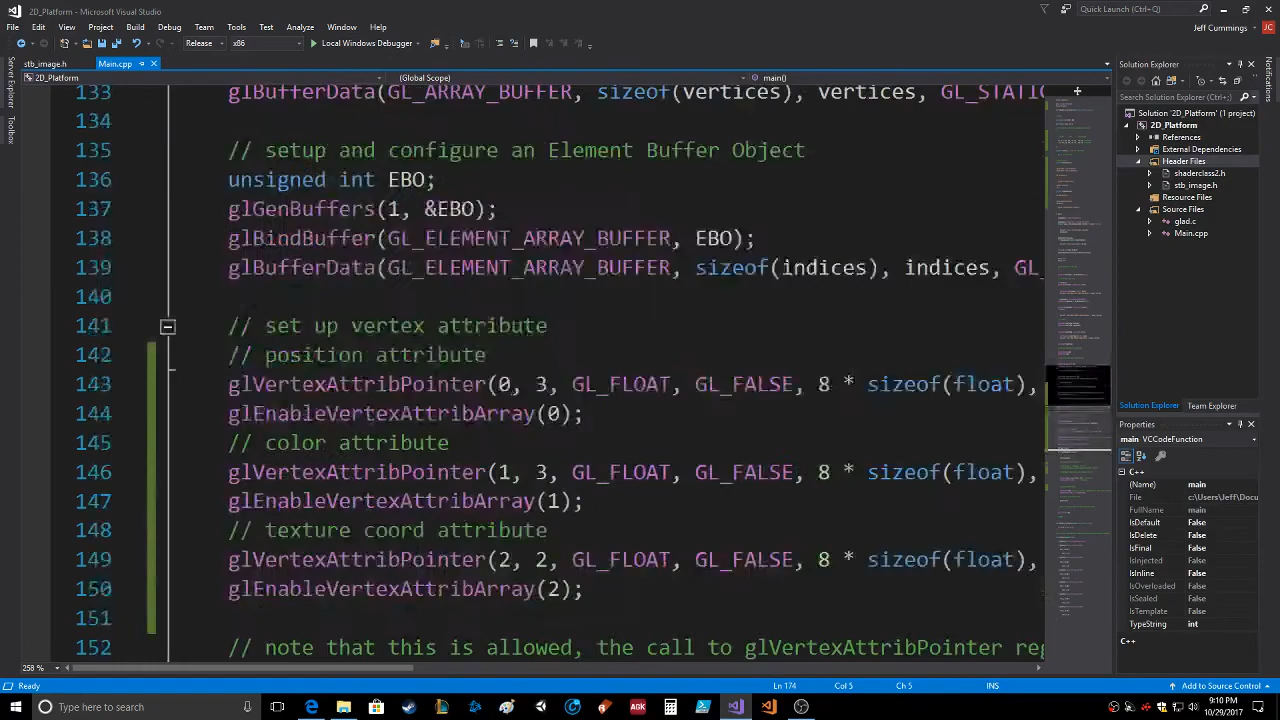 2D_Platform - Microsoft Visual Studio
Quick Launch (Ctrl+Q)
File Edit View Project Build Debug Team Tools Test Analyze Window Help
Jeff Cummings JC
Release x86 Local Windows Debugger
stb_image.h Main.cpp
2D_Platform (Global Scope) main()
Server Explorer
Toolbox
133 glBufferData(GL_ARRAY_BUFFER, sizeof(vertices), vertices, GL_STATIC
134
135 // setup and configure an Element Buffer Object
136 unsigned int EBO;
137 glGenBuffers(1, &EBO);
138 glBindBuffer(GL_ELEMENT_ARRAY_BUFFER, EBO);
139 glBufferData(GL_ELEMENT_ARRAY_BUFFER, sizeof(indices), indices, GL_
140
141 // set up vertex attribute
142 // position attribute
143 glVertexAttribPointer(0, 3, GL_FLOAT, GL_FALSE, 8 * sizeof(float),
144 glEnableVertexAttribArray(0);
145 // color attribute
146 glVertexAttribPointer(1, 3, GL_FLOAT, GL_FALSE, 8 * sizeof(float),
147 glEnableVertexAttribArray(1);
148 // texture coord attribute
149 glVertexAttribPointer(2, 2, GL_FLOAT, GL_FALSE, 8 * sizeof(float),
150 glEnableVertexAttribArray(2);
151
152 // note that this is allowed, the call to glVertexAttribPointer reg
258 %
Solution Explorer
Search Solution Explorer (Ctrl+;)
Solution '2D_Platform' (1 project)
2D_Platform
References
External Dependencies
Header Files
shaderclass2.h
stb_image.h
Resource Files
Source Files
glad.c
Main.cpp
Solution Explorer Team Explorer
Properties
main VCCodeFunction
C++
(Name) main
File c:\Users\jeff\Docum
FullName main
IsDefault False
IsFinal False
IsInjected False
IsInline False
IsOverloaded False
IsSealed False
IsTemplate False
TypeString int
C++
Notifications
Ready Ln 174 Col 5 Ch 5 INS Add to Source Control
Type here to search
9:10 PM
10/29/2017